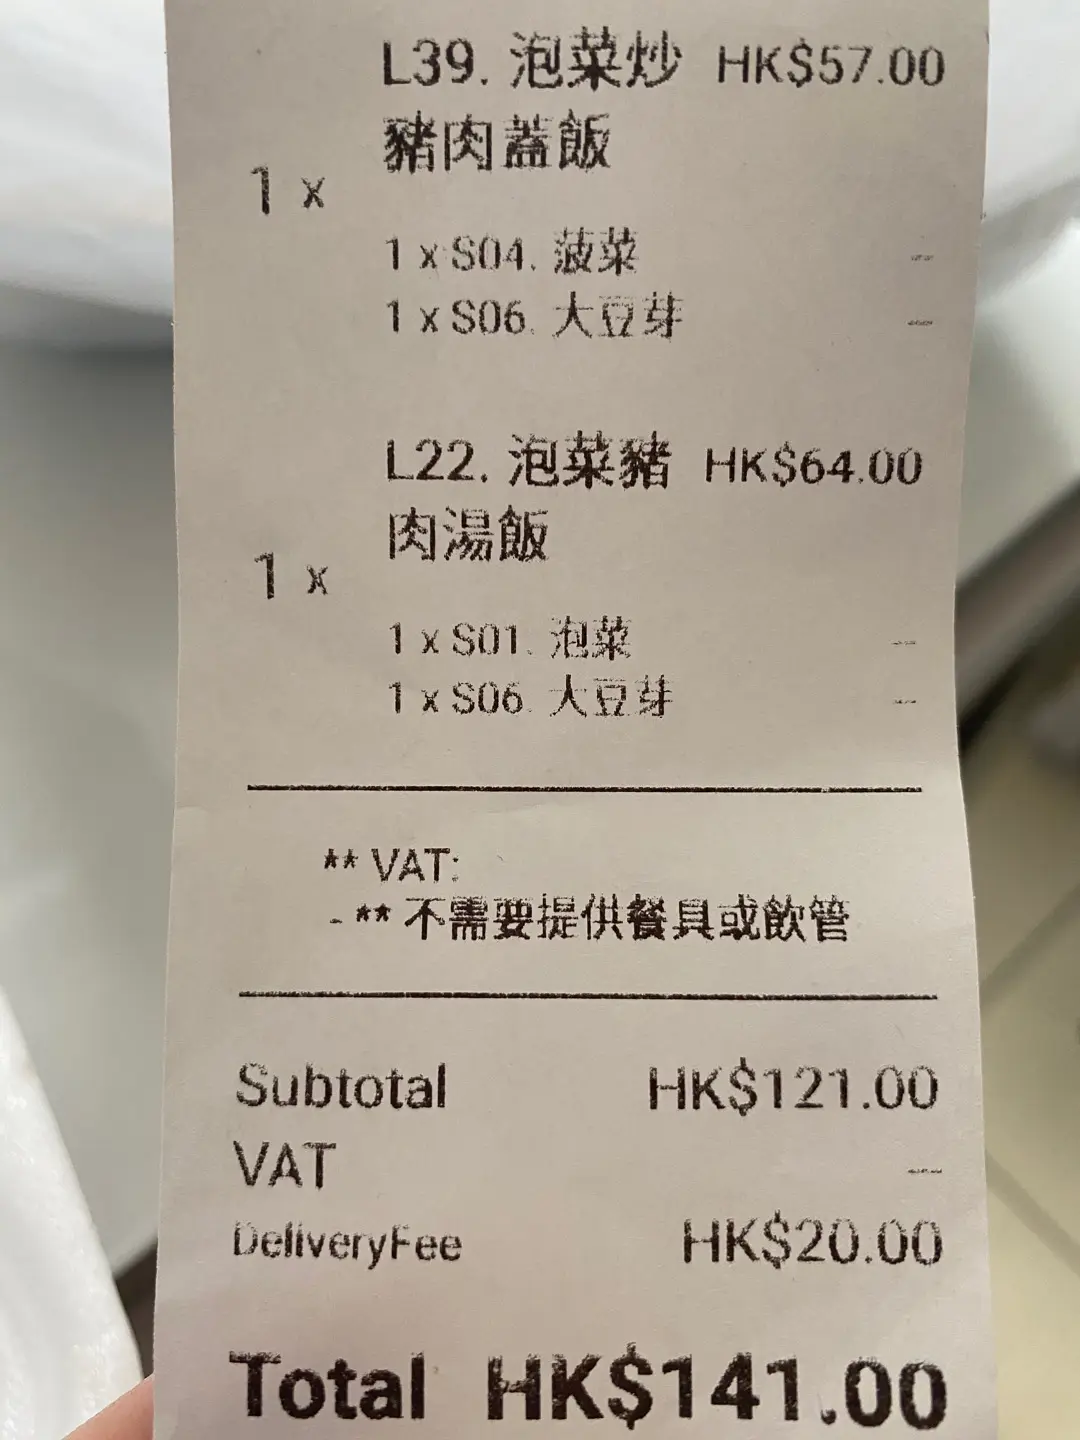 L39. 泡菜炒 HK$57.00
豬肉蓋飯
1 x
1 x S04. 菠菜 --
1 x S06. 大豆芽 --
L22. 泡菜豬 HK$64.00
肉湯飯
1 x
1 x S01. 泡菜 --
1 x S06. 大豆芽 --
** VAT:
- ** 不需要提供餐具或飲管
Subtotal HK$121.00
VAT --
DeliveryFee HK$20.00
Total HK$141.00